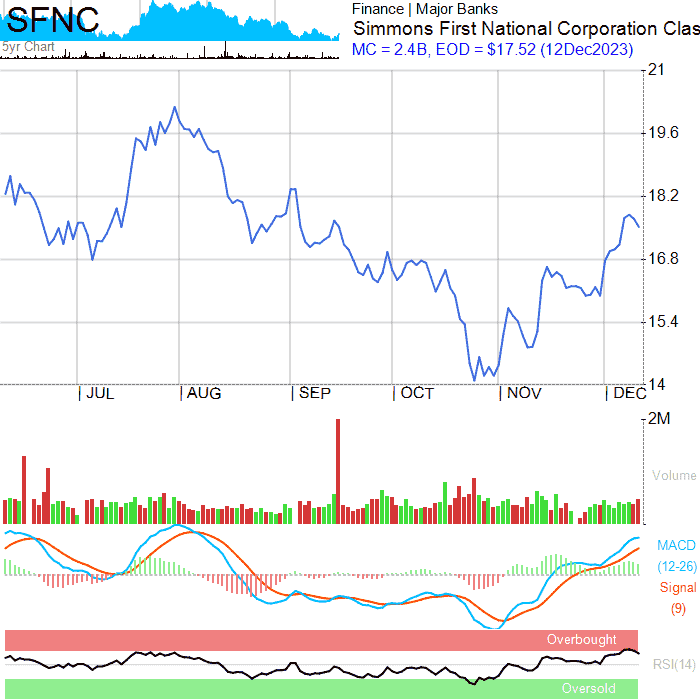 SFNC
5yr Chart
Finance | Major Banks
Simmons First National Corporation Clas
MC = 2.4B, EOD = $17.52 (12Dec2023)
21
19.6
18.2
16.8
15.4
14
JUL AUG SEP OCT NOV DEC
2M
Volume
MACD
(12-26)
Signal
(9)
Overbought
RSI(14)
Oversold